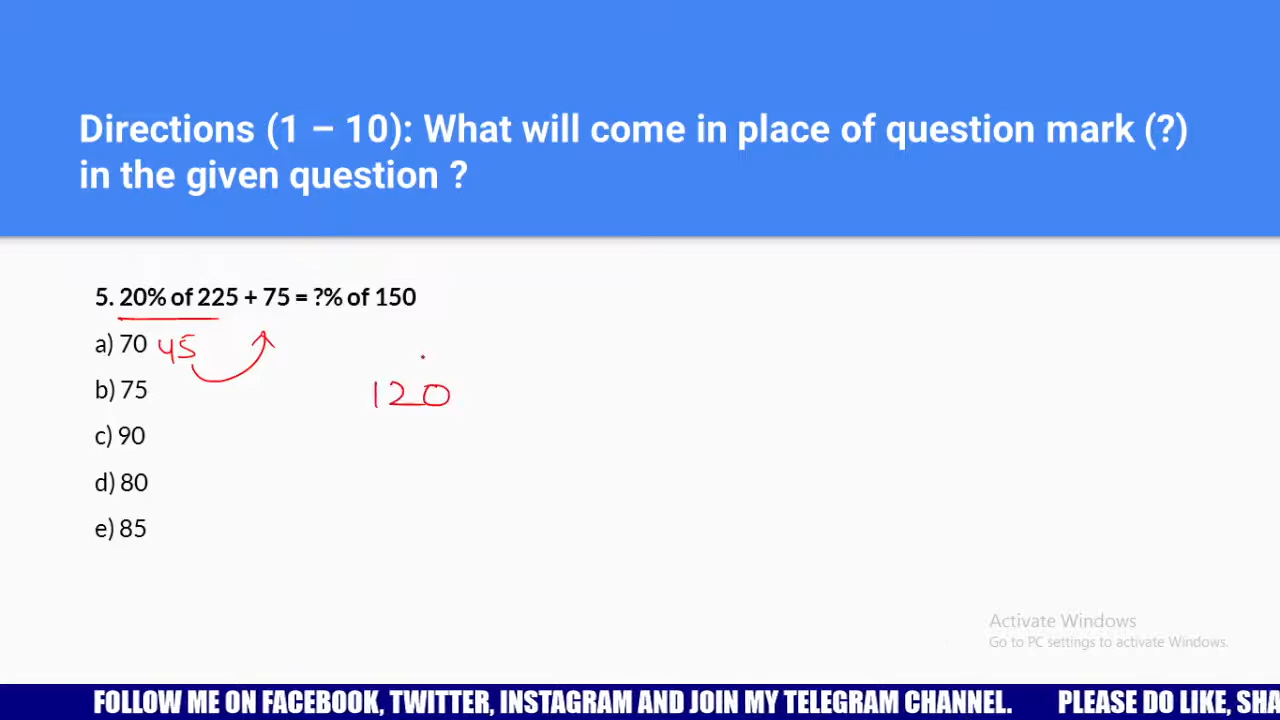 Directions (1 – 10): What will come in place of question mark (?)
in the given question ?
5. 20% of 225 + 75 = ?% of 150
a) 70 45
b) 75
120
c) 90
d) 80
e) 85
Activate Windows
Go to PC settings to activate Windows.
FOLLOW ME ON FACEBOOK, TWITTER, INSTAGRAM AND JOIN MY TELEGRAM CHANNEL. PLEASE DO LIKE, SHA